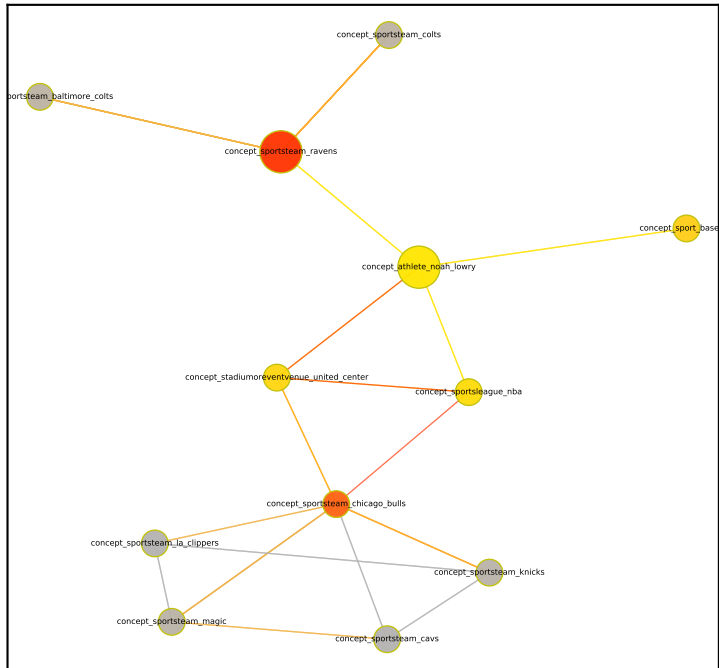 concept_sportsteam_colts
portsteam_baltimore_colts
concept_sportsteam_ravens
concept_sport_base
concept_athlete_noah_lowry
concept_stadiumoreventvenue_united_center
concept_sportsleague_nba
concept_sportsteam_chicago_bulls
concept_sportsteam_la_clippers
concept_sportsteam_knicks
concept_sportsteam_magic
concept_sportsteam_cavs